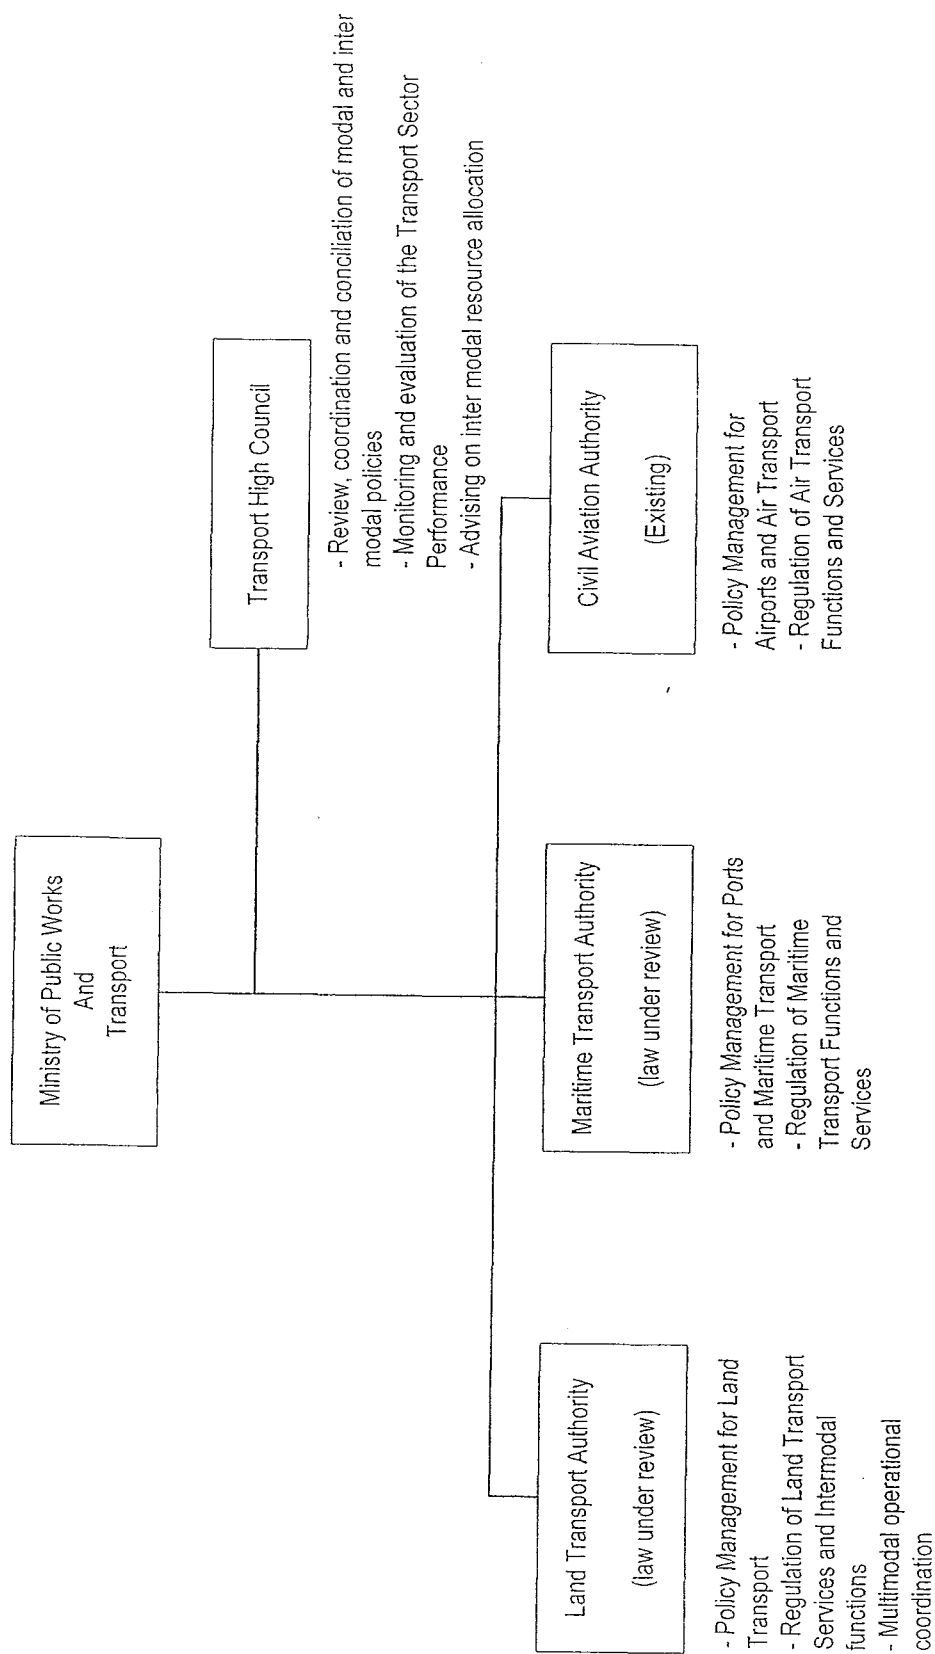 Ministry of Public Works
And
Transport
Transport High Council
- Review, coordination and conciliation of modal and inter
modal policies
- Monitoring and evaluation of the Transport Sector
Performance
- Advising on inter modal resource allocation
Land Transport Authority
(law under review)
- Policy Management for Land
Transport
- Regulation of Land Transport
Services and Intermodal
functions
- Multimodal operational
coordination
Maritime Transport Authority
(law under review)
- Policy Management for Ports
and Maritime Transport
- Regulation of Maritime
Transport Functions and
Services
Civil Aviation Authority
(Existing)
- Policy Management for
Airports and Air Transport
- Regulation of Air Transport
Functions and Services